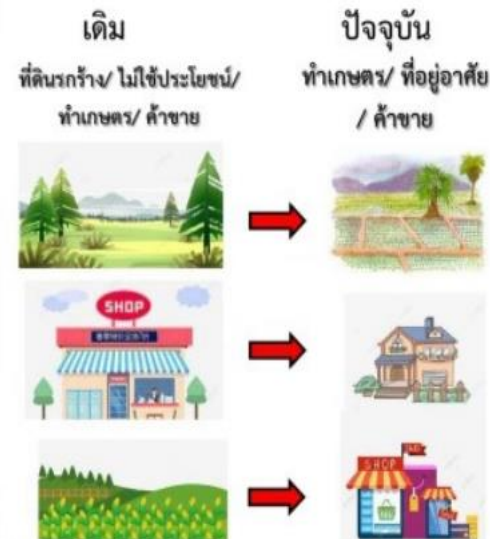 เดิม
ที่ดินรกร้าง/ ไม่ใช้ประโยชน์/
ทำเกษตร/ ค้าขาย
ปัจจุบัน
ทำเกษตร/ ที่อยู่อาศัย
/ ค้าขาย
SHOP
SHOP